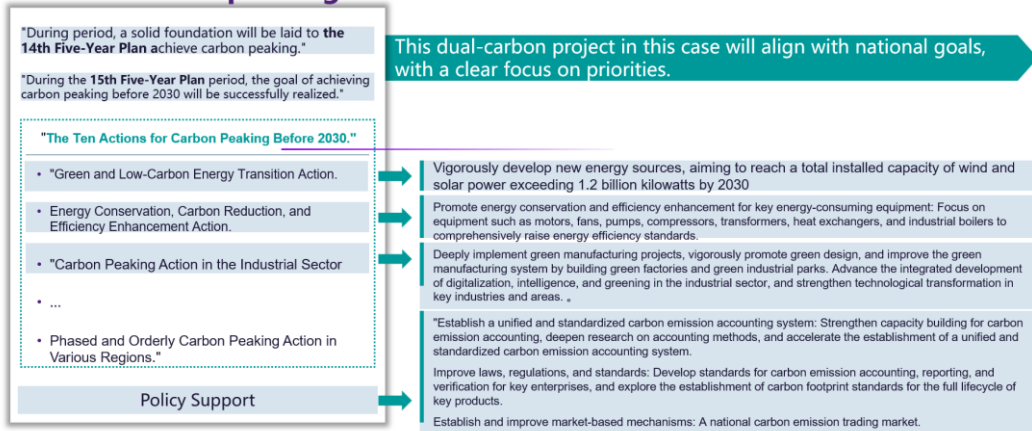 "During period, a solid foundation will be laid to the
14th Five-Year Plan achieve carbon peaking."
"During the 15th Five-Year Plan period, the goal of achieving
carbon peaking before 2030 will be successfully realized."
This dual-carbon project in this case will align with national goals,
with a clear focus on priorities.
"The Ten Actions for Carbon Peaking Before 2030."
• "Green and Low-Carbon Energy Transition Action.
Vigorously develop new energy sources, aiming to reach a total installed capacity of wind and
solar power exceeding 1.2 billion kilowatts by 2030
• Energy Conservation, Carbon Reduction, and
Efficiency Enhancement Action.
Promote energy conservation and efficiency enhancement for key energy-consuming equipment: Focus on
equipment such as motors, fans, pumps, compressors, transformers, heat exchangers, and industrial boilers to
comprehensively raise energy efficiency standards.
• "Carbon Peaking Action in the Industrial Sector
Deeply implement green manufacturing projects, vigorously promote green design, and improve the green
manufacturing system by building green factories and green industrial parks. Advance the integrated development
of digitalization, intelligence, and greening in the industrial sector, and strengthen technological transformation in
key industries and areas. 。
• ...
• Phased and Orderly Carbon Peaking Action in
Various Regions."
Policy Support
"Establish a unified and standardized carbon emission accounting system: Strengthen capacity building for carbon
emission accounting, deepen research on accounting methods, and accelerate the establishment of a unified and
standardized carbon emission accounting system.
Improve laws, regulations, and standards: Develop standards for carbon emission accounting, reporting, and
verification for key enterprises, and explore the establishment of carbon footprint standards for the full lifecycle of
key products.
Establish and improve market-based mechanisms: A national carbon emission trading market.